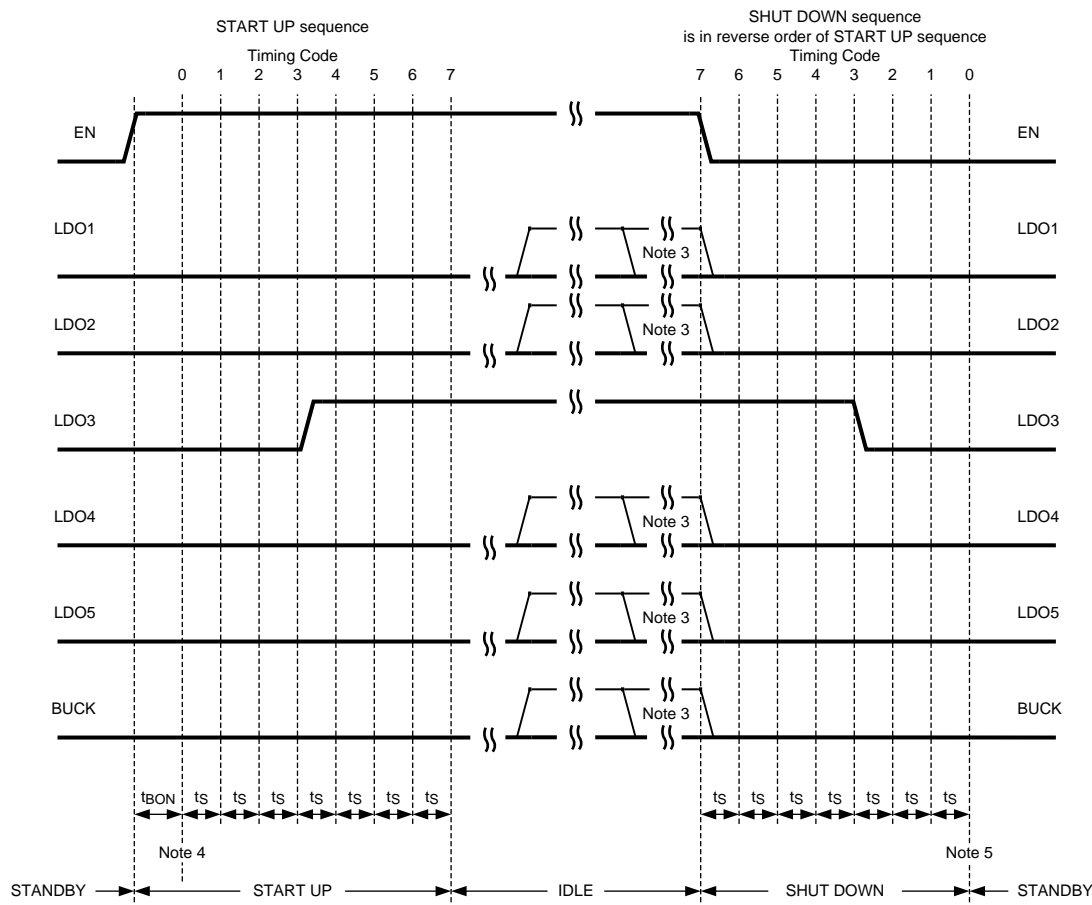 START UP sequence
SHUT DOWN sequence
is in reverse order of START UP sequence
Timing Code
Timing Code
0 1 2 3 4 5 6 7
7 6 5 4 3 2 1 0
EN
EN
LDO1
Note 3
LDO1
LDO2
Note 3
LDO2
LDO3
LDO3
LDO4
Note 3
LDO4
LDO5
Note 3
LDO5
BUCK
Note 3
BUCK
tBON tS tS tS tS tS tS tS
tS tS tS tS tS tS tS
Note 4
Note 5
STANDBY START UP IDLE SHUT DOWN STANDBY